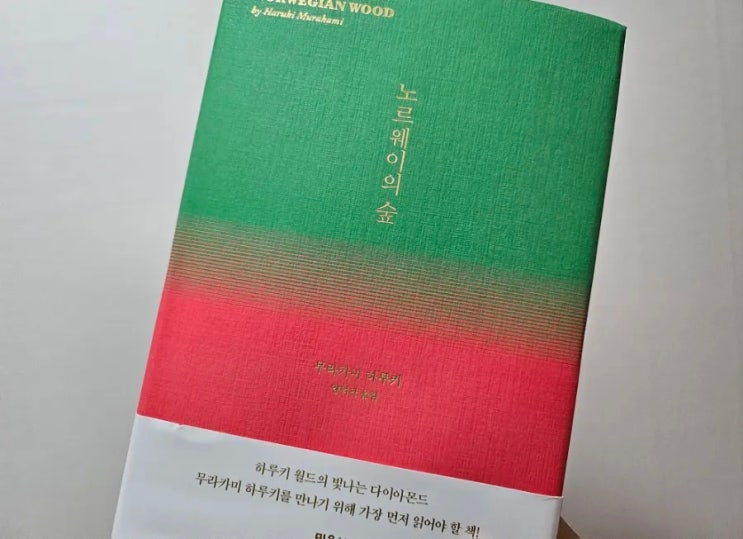 NORWEGIAN WOOD
by Haruki Murakami
노르웨이의 숲
무라카미 하루키
하루키 월드의 빛나는 다이아몬드
무라카미 하루키를 만나기 위해 가장 먼저 읽어야 할 책!